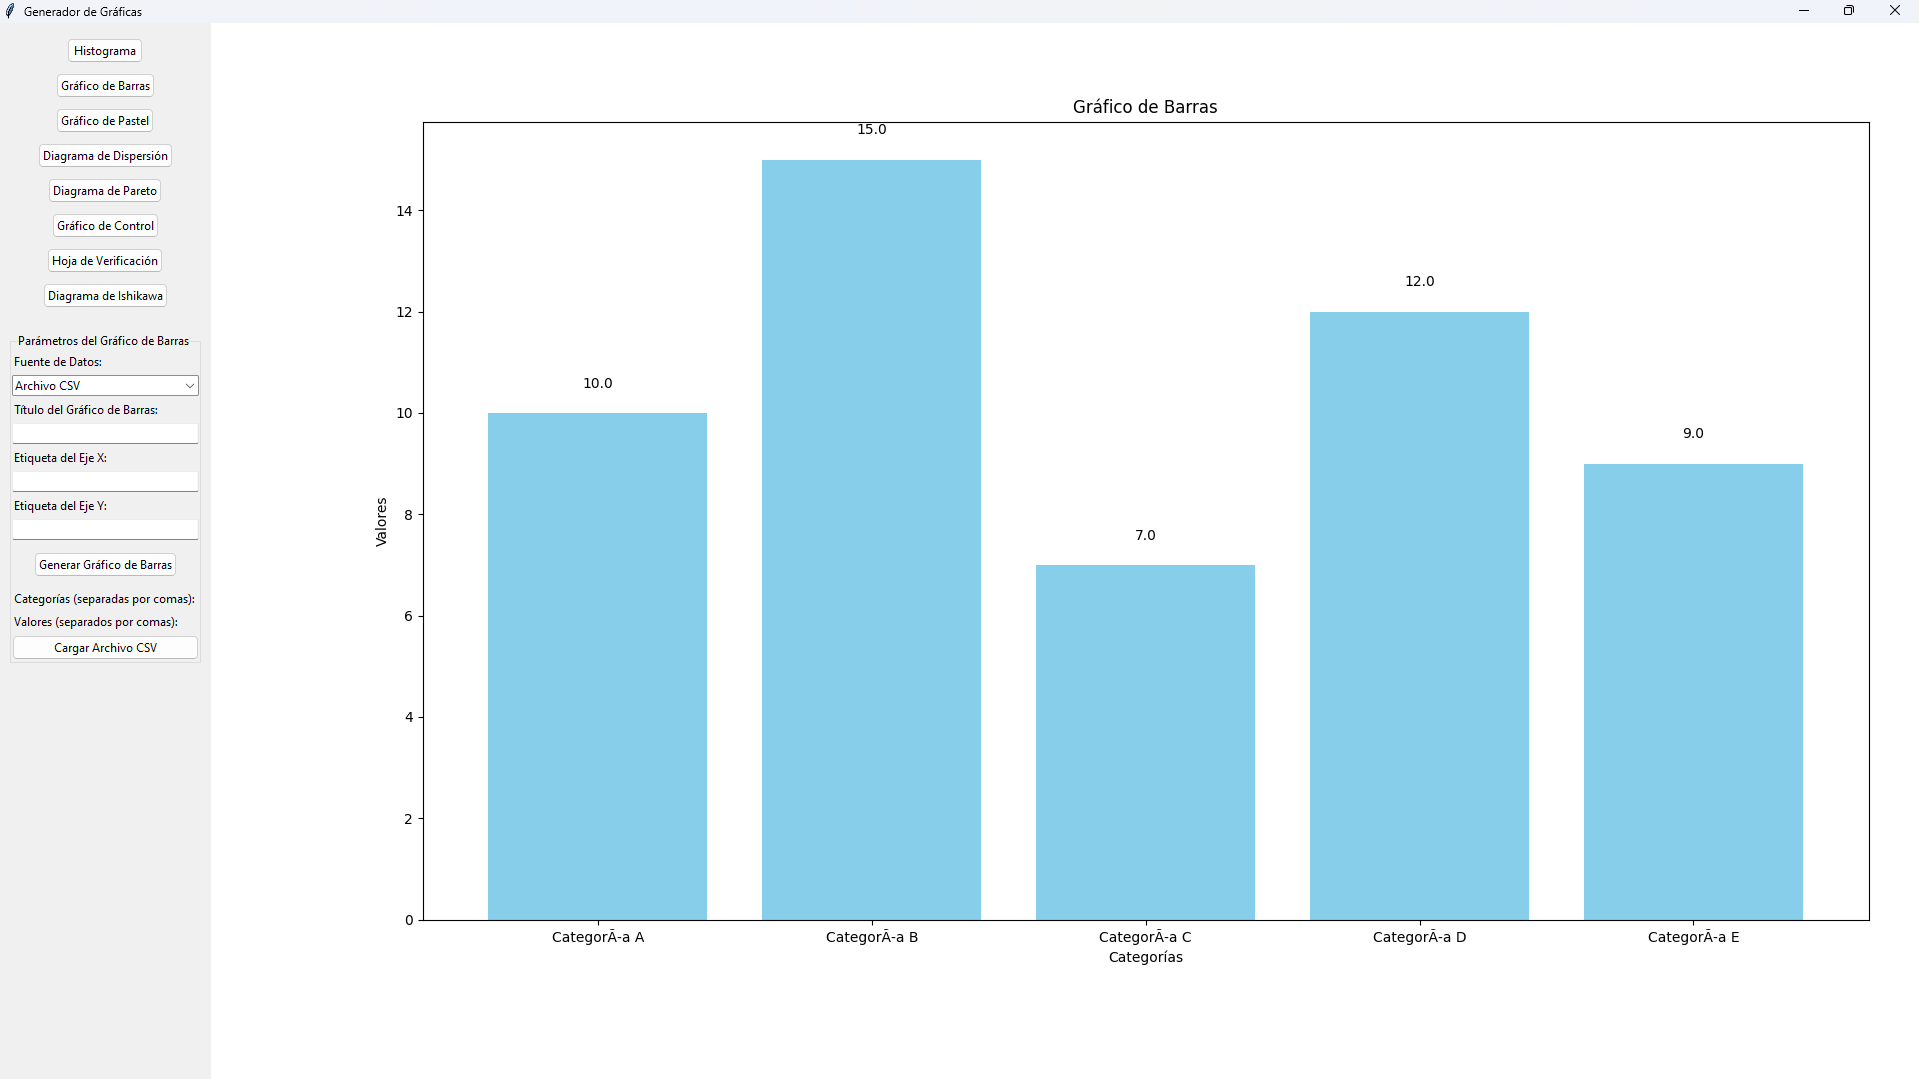 Generador de Gráficas
Histograma
Gráfico de Barras
Gráfico de Pastel
Diagrama de Dispersión
Diagrama de Pareto
Gráfico de Control
Hoja de Verificación
Diagrama de Ishikawa
Parámetros del Gráfico de Barras
Fuente de Datos:
Archivo CSV
Título del Gráfico de Barras:
Etiqueta del Eje X:
Etiqueta del Eje Y:
Generar Gráfico de Barras
Categorías (separadas por comas):
Valores (separados por comas):
Cargar Archivo CSV
Gráfico de Barras
15.0
12.0
10.0
9.0
7.0
14
12
10
8
6
4
2
0
Valores
CategorÃ-a A
CategorÃ-a B
CategorÃ-a C
CategorÃ-a D
CategorÃ-a E
Categorías